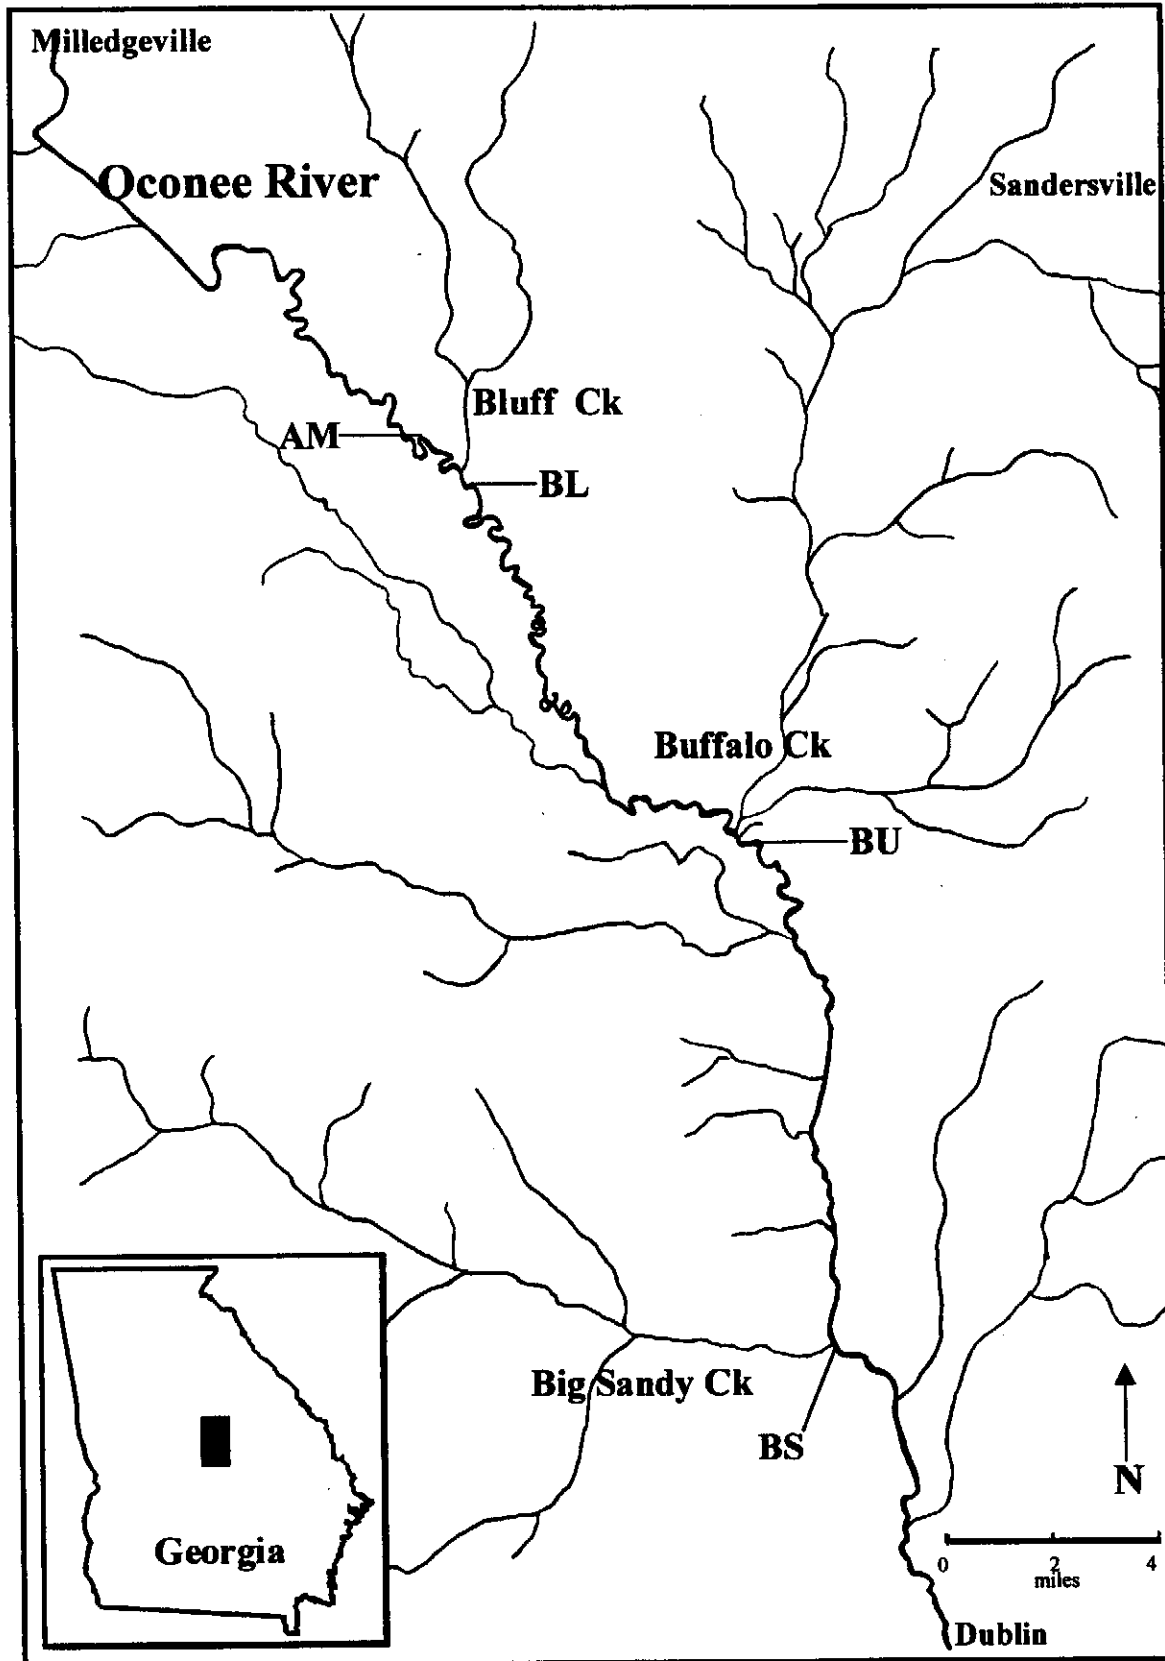 Milledgeville
Oconee River
Sandersville
Bluff Ck
AM
BL
Buffalo Ck
BU
Big Sandy Ck
BS
N
Georgia
0 2 4
miles
Dublin